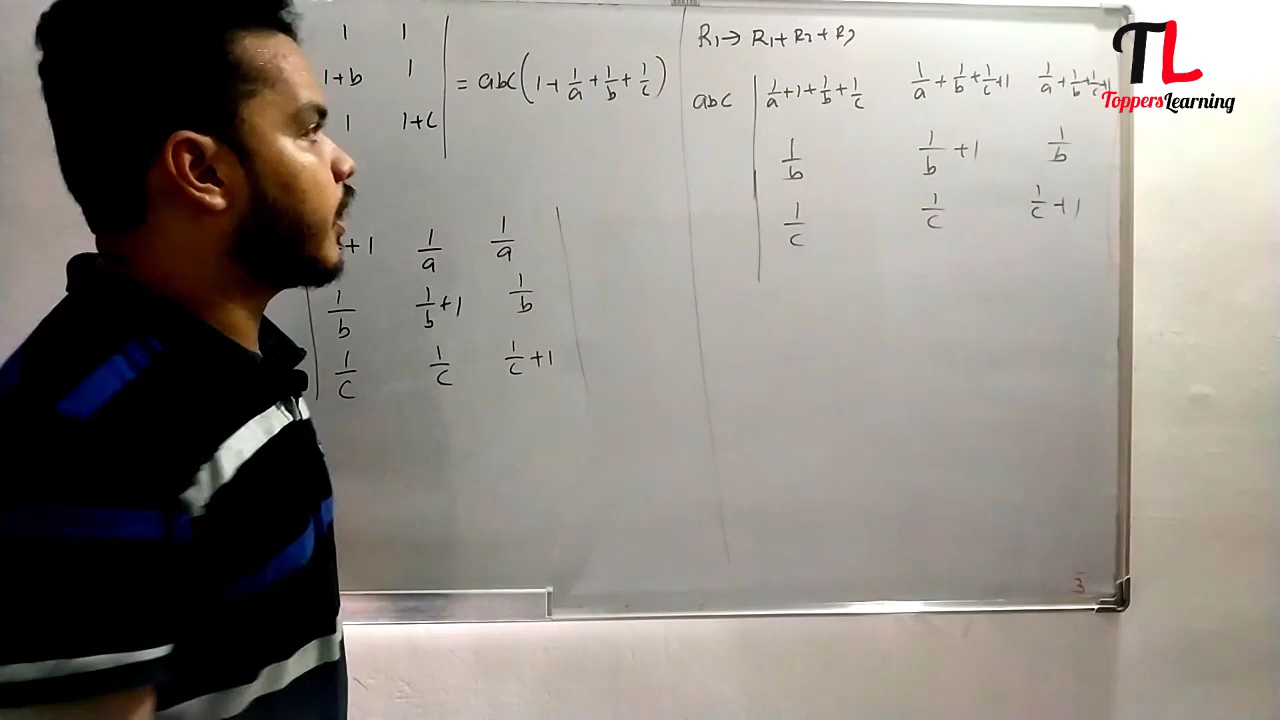 1 1
1+b 1 = abc(1+1/a+1/b+1/c)
1 1+c
+1 1/a 1/a
1/b 1/b+1 1/b
1/c 1/c 1/c+1
R1→ R1+R2+R3
abc 1/a+1+1/b+1/c 1/a+1/b+1/c+1 1/a+1/b+1/c+1
1/b 1/b+1 1/b
1/c 1/c 1/c+1
3
TL
ToppersLearning